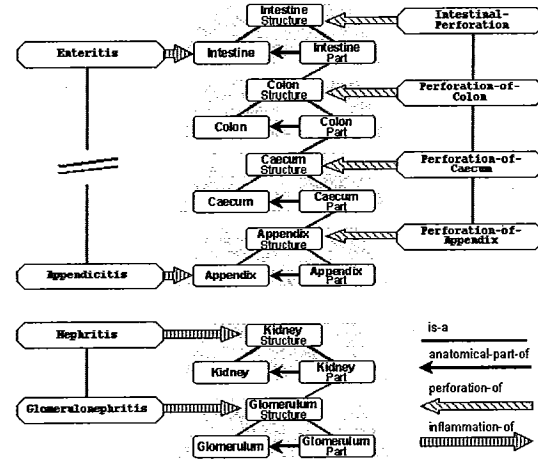 Intestine
Structure
Intestinal-
Perforation
Enteritis
Intestine
Intestine
Part
Colon
Structure
Perforation-of-
Colon
Colon
Colon
Part
Caecum
Structure
Perforation-of-
Caecum
Caecum
Caecum
Part
Appendix
Structure
Perforation-of-
Appendix
Appendicitis
Appendix
Appendix
Part
Nephritis
Kidney
Structure
Kidney
Kidney
Part
Glomerulonephritis
Glomerulum
Structure
Glomerulum
Glomerulum
Part
is-a
anatomical-part-of
perforation-of
inflammation-of